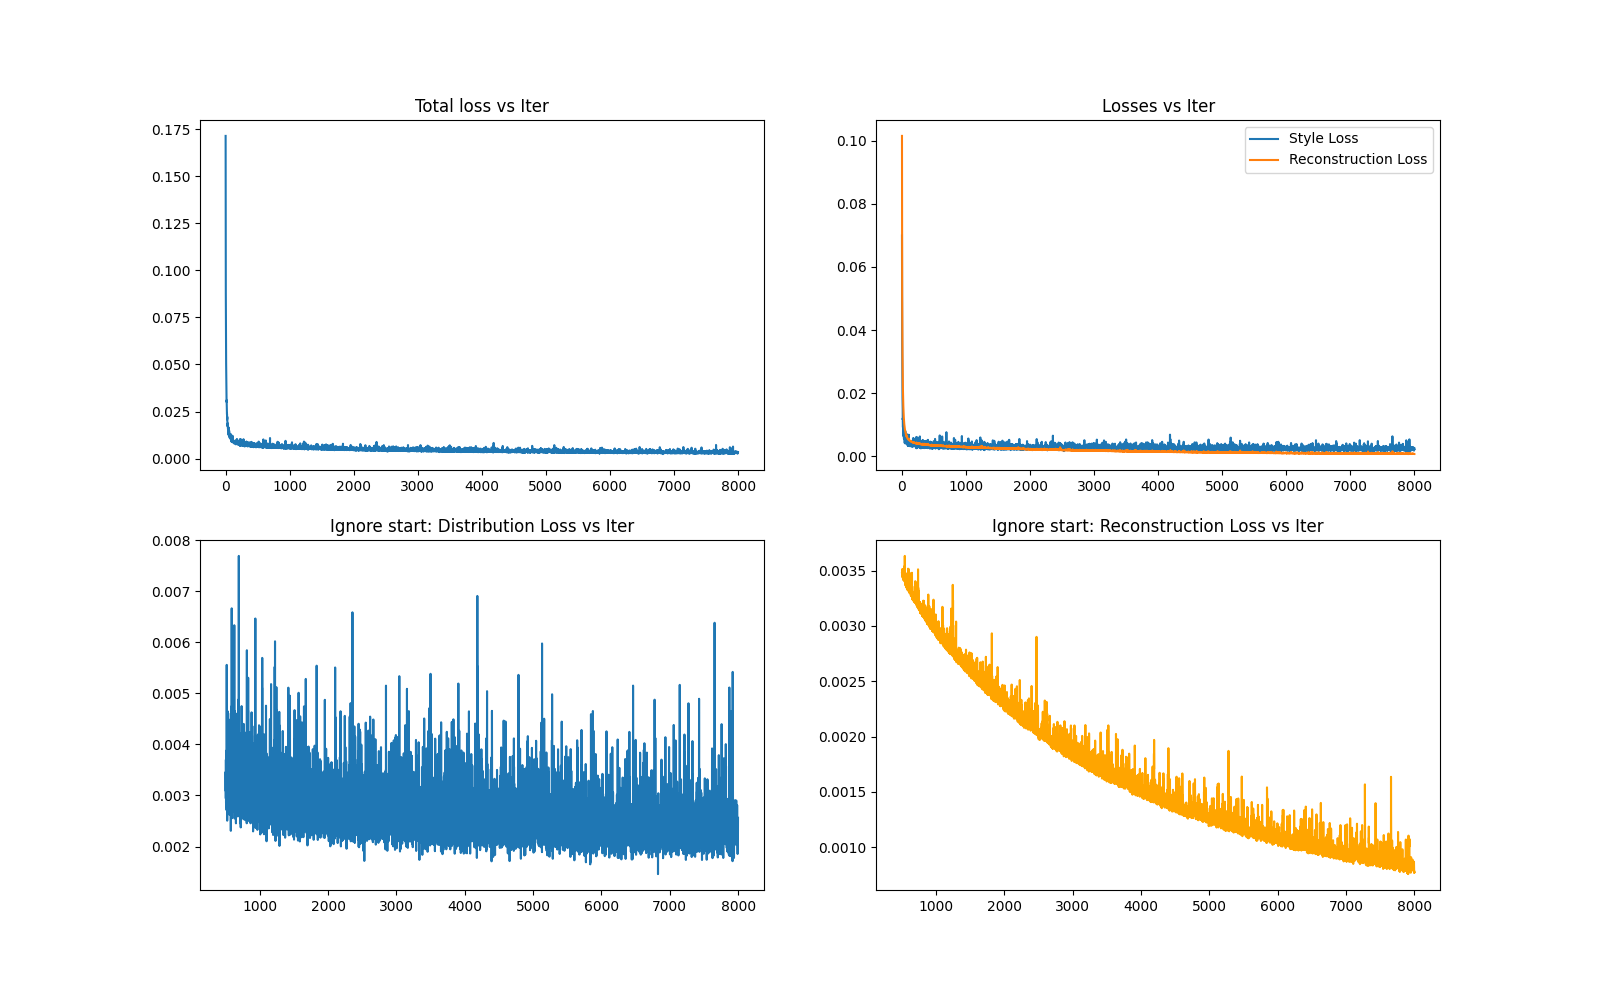 Total loss vs Iter
0.175
0.150
0.125
0.100
0.075
0.050
0.025
0.000
0 1000 2000 3000 4000 5000 6000 7000 8000
Losses vs Iter
Style Loss
Reconstruction Loss
0.10
0.08
0.06
0.04
0.02
0.00
0 1000 2000 3000 4000 5000 6000 7000 8000
Ignore start: Distribution Loss vs Iter
0.008
0.007
0.006
0.005
0.004
0.003
0.002
1000 2000 3000 4000 5000 6000 7000 8000
Ignore start: Reconstruction Loss vs Iter
0.0035
0.0030
0.0025
0.0020
0.0015
0.0010
1000 2000 3000 4000 5000 6000 7000 8000